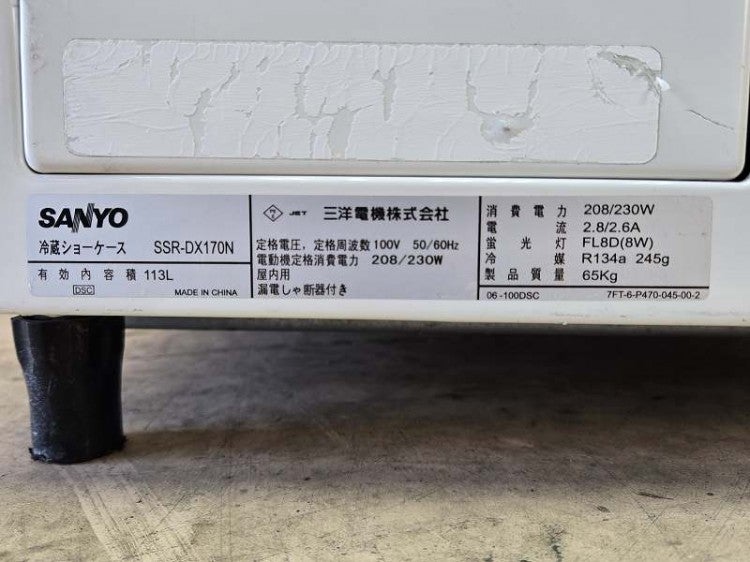 SANYO
冷蔵ショーケース SSR-DX170N
有効内容積 113L
DSC MADE IN CHINA
JET 三洋電機株式会社
定格電圧，定格周波数 100V 50/60Hz
電動機定格消費電力 208/230W
屋内用
漏電しゃ断器付き
消費電力 208/230W
電流 2.8/2.6A
蛍光灯 FL8D(8W)
冷媒 R134a 245g
製品質量 65Kg
06-100DSC 7FT-6-P470-045-00-2